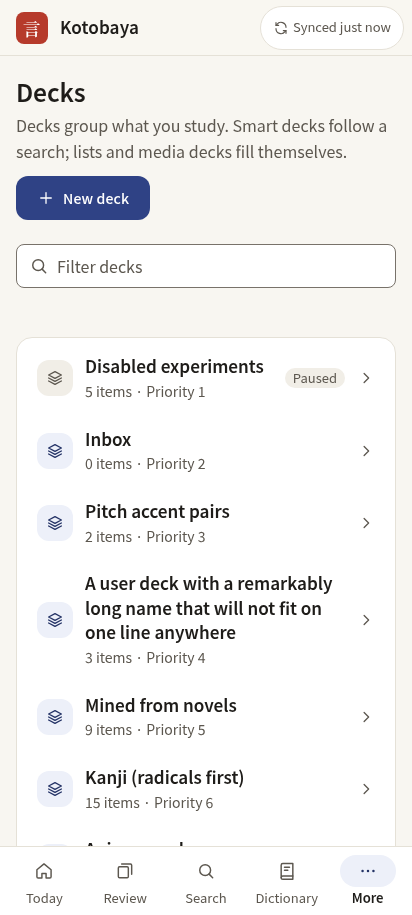 言 Kotobaya
Synced just now
Decks
Decks group what you study. Smart decks follow a
search; lists and media decks fill themselves.
New deck
Filter decks
Disabled experiments
5 items · Priority 1
Paused
Inbox
0 items · Priority 2
Pitch accent pairs
2 items · Priority 3
A user deck with a remarkably
long name that will not fit on
one line anywhere
3 items · Priority 4
Mined from novels
9 items · Priority 5
Kanji (radicals first)
15 items · Priority 6
Today
Review
Search
Dictionary
More